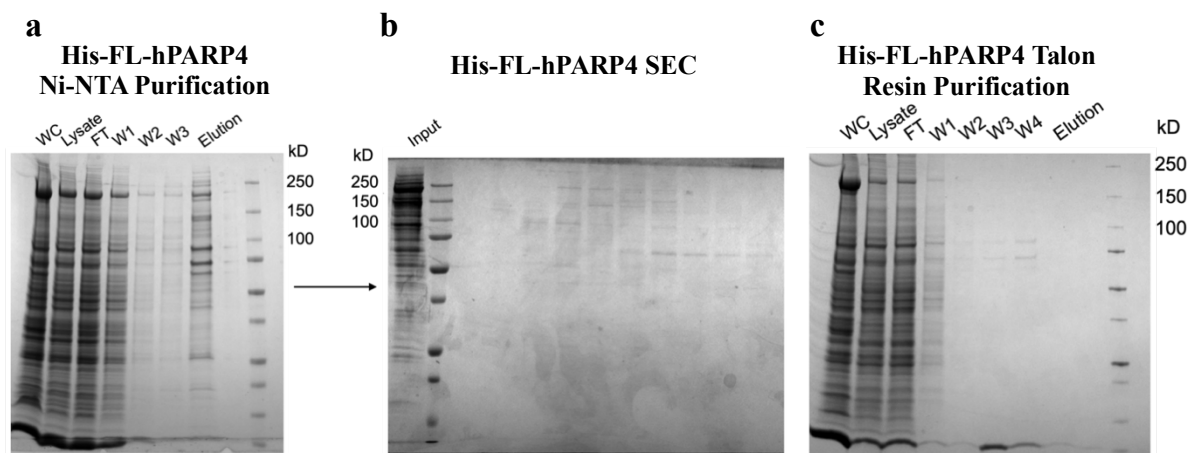 a
His-FL-hPARP4
Ni-NTA Purification
WC Lysate FT W1 W2 W3 Elution
kD
250
150
100
b
His-FL-hPARP4 SEC
Input
kD
250
150
100
c
His-FL-hPARP4 Talon
Resin Purification
WC Lysate FT W1 W2 W3 W4 Elution
kD
250
150
100